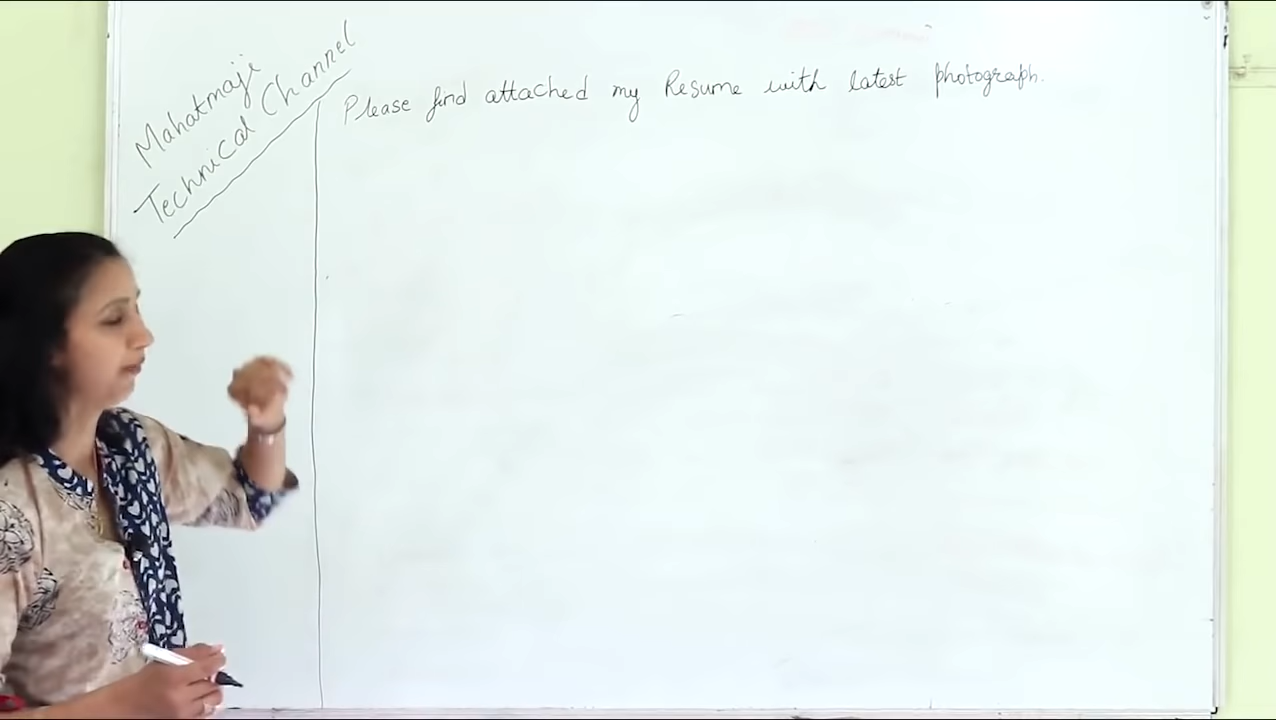 Mahatmaji
Technical Channel
Please find attached my Resume with latest photograph.